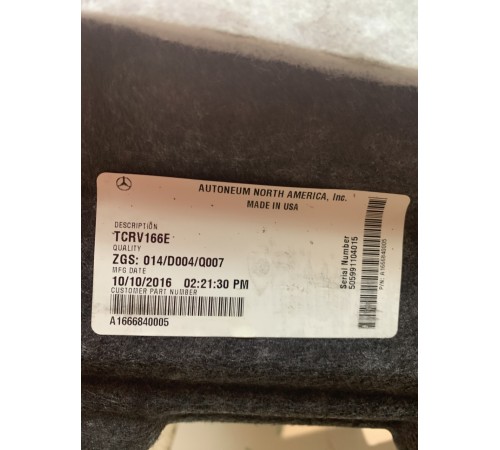 AUTONEUM NORTH AMERICA, Inc.
MADE IN USA
DESCRIPTION
TCRV166E
QUALITY
ZGS: 014/D004/Q007
MFG DATE
10/10/2016 02:21:30 PM
CUSTOMER PART NUMBER
A1666840005
Serial Number
505991104015
P/N: A1666840005